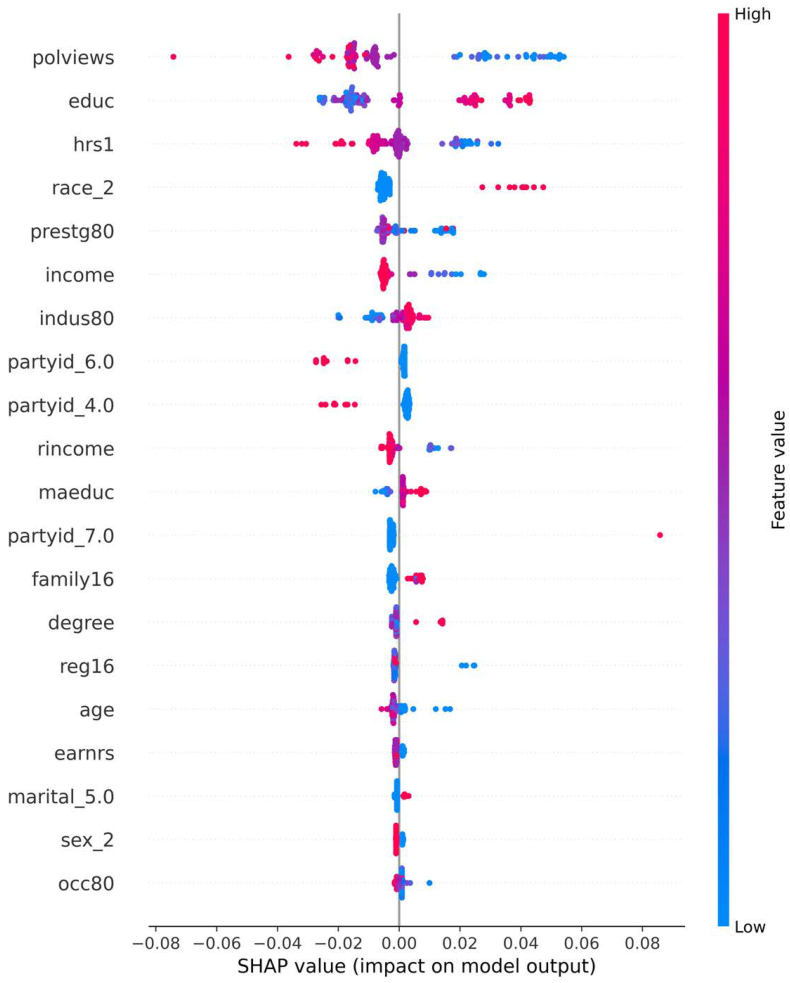 High
polviews
educ
hrs1
race_2
prestg80
income
indus80
partyid_6.0
partyid_4.0
rincome
maeduc
partyid_7.0
family16
degree
reg16
age
earnrs
marital_5.0
sex_2
occ80
Feature value
Low
−0.08 −0.06 −0.04 −0.02 0.00 0.02 0.04 0.06 0.08
SHAP value (impact on model output)